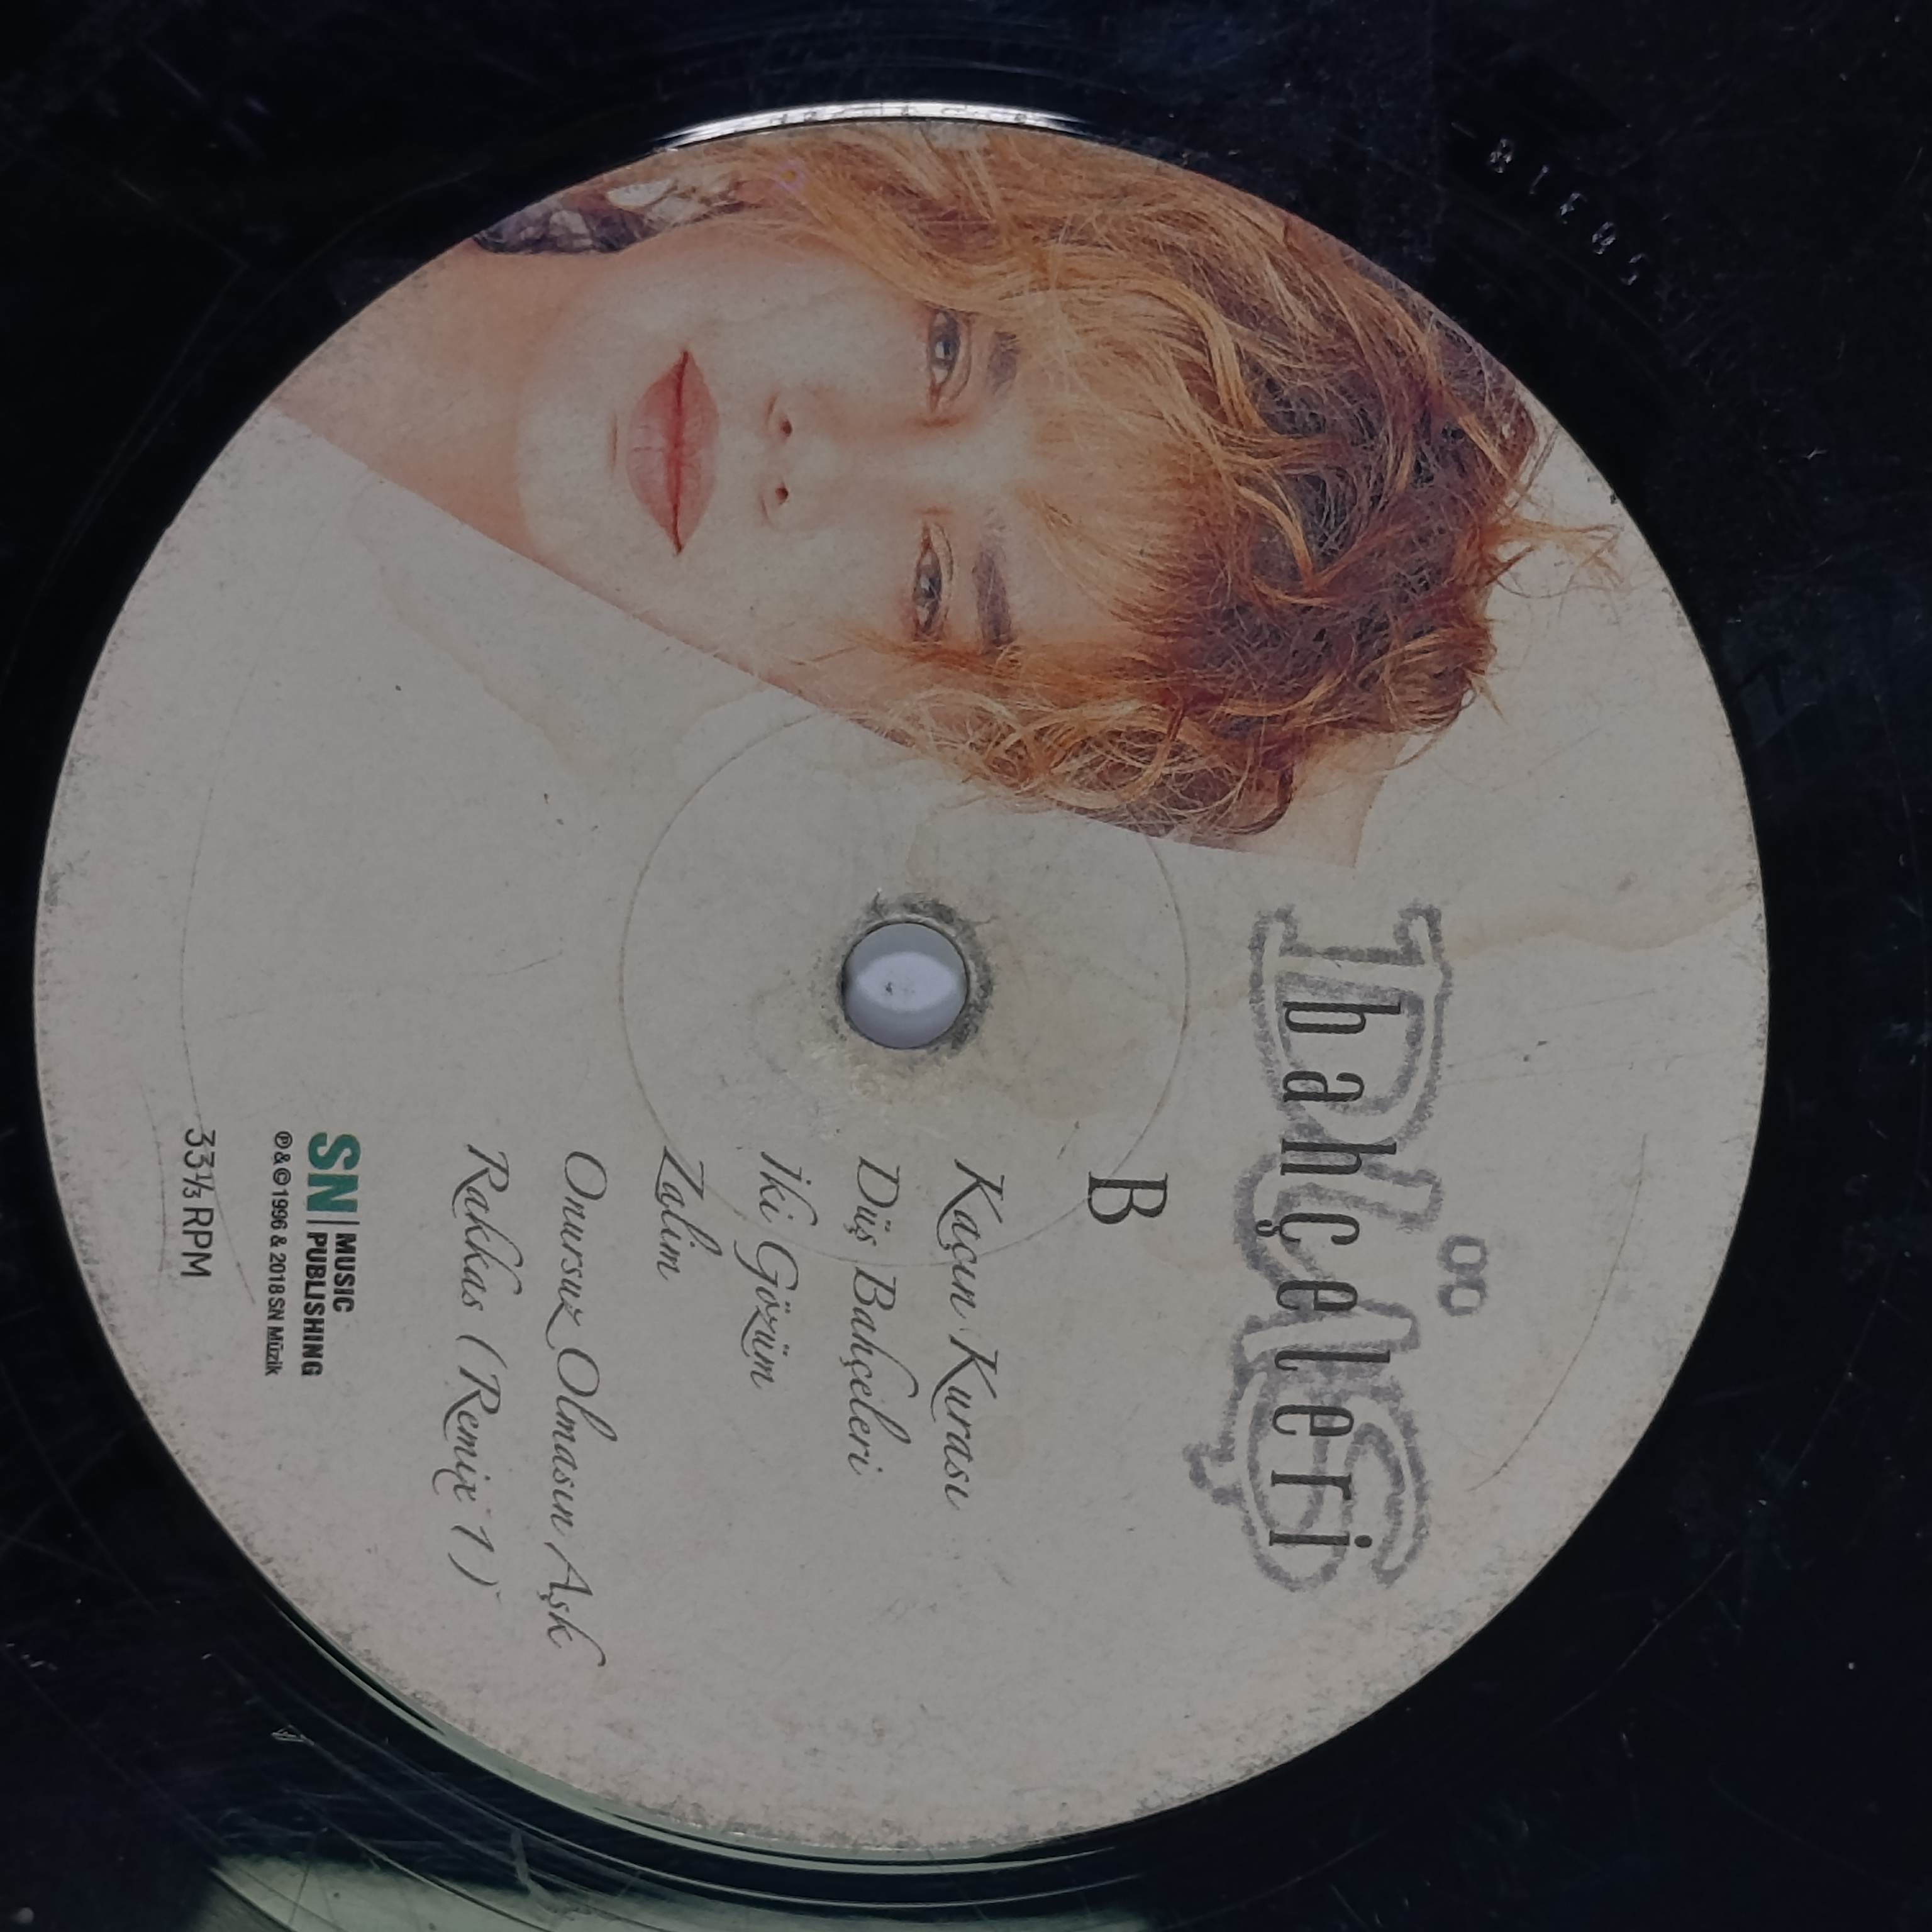 Düş
bahçeleri
B
Kaçın Kurası
Düş Bahçeleri
İki Gözüm
Zalim
Onursuz Olmasın Aşk
Rakkas (Remix 1)
SN MUSIC
PUBLISHING
℗&©1996 & 2018 SN Müzik
33⅓ RPM